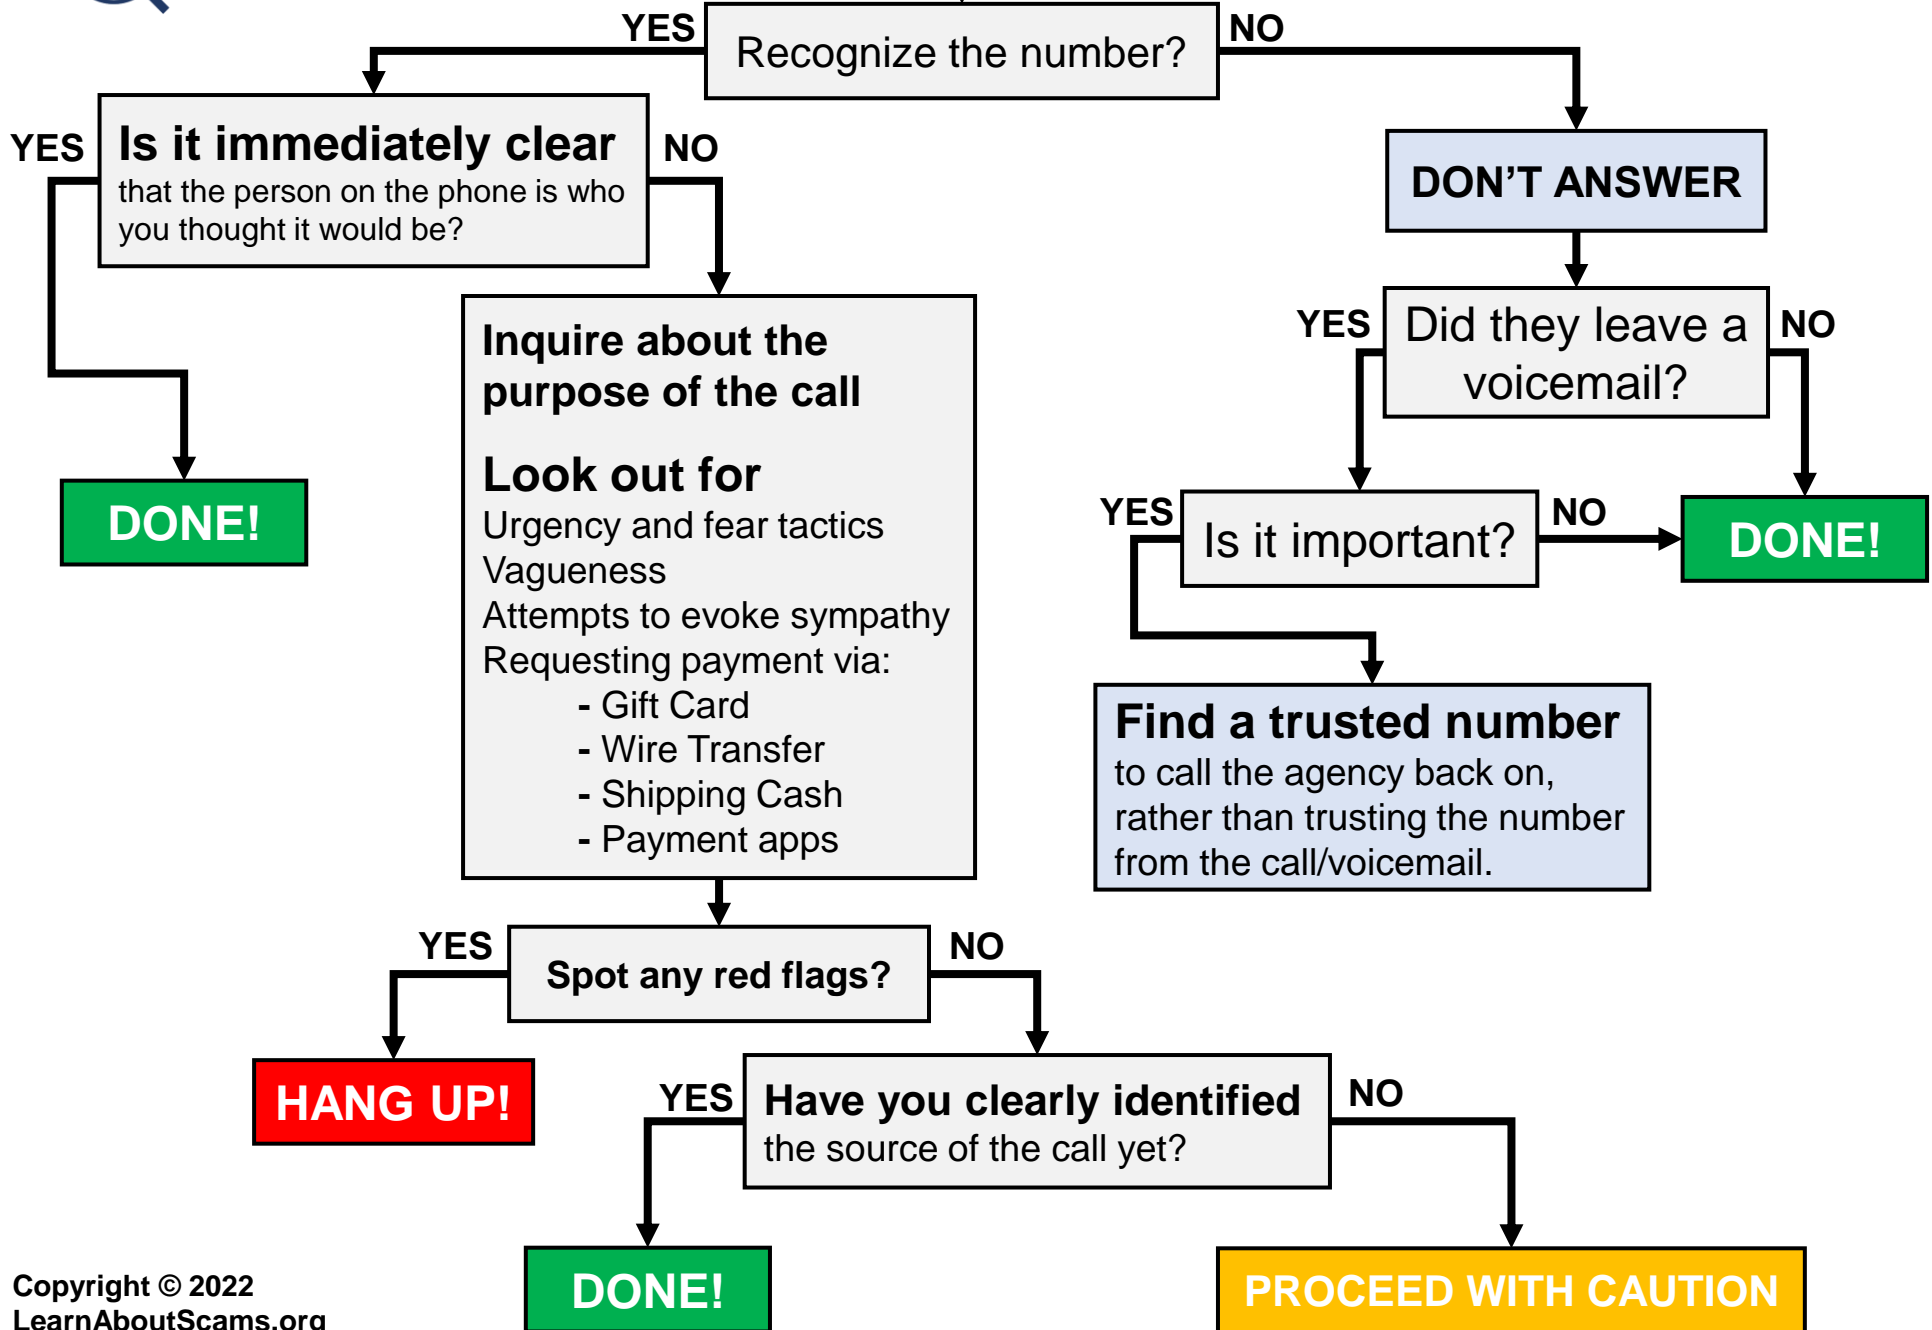 YES
Recognize the number?
NO
YES
Is it immediately clear
that the person on the phone is who
you thought it would be?
NO
DON’T ANSWER
YES
Did they leave a
voicemail?
NO
Inquire about the
purpose of the call
Look out for
Urgency and fear tactics
Vagueness
Attempts to evoke sympathy
Requesting payment via:
- Gift Card
- Wire Transfer
- Shipping Cash
- Payment apps
DONE!
YES
Is it important?
NO
DONE!
Find a trusted number
to call the agency back on,
rather than trusting the number
from the call/voicemail.
YES
Spot any red flags?
NO
HANG UP!
YES
Have you clearly identified
the source of the call yet?
NO
DONE!
PROCEED WITH CAUTION
Copyright © 2022
LearnAboutScams.org